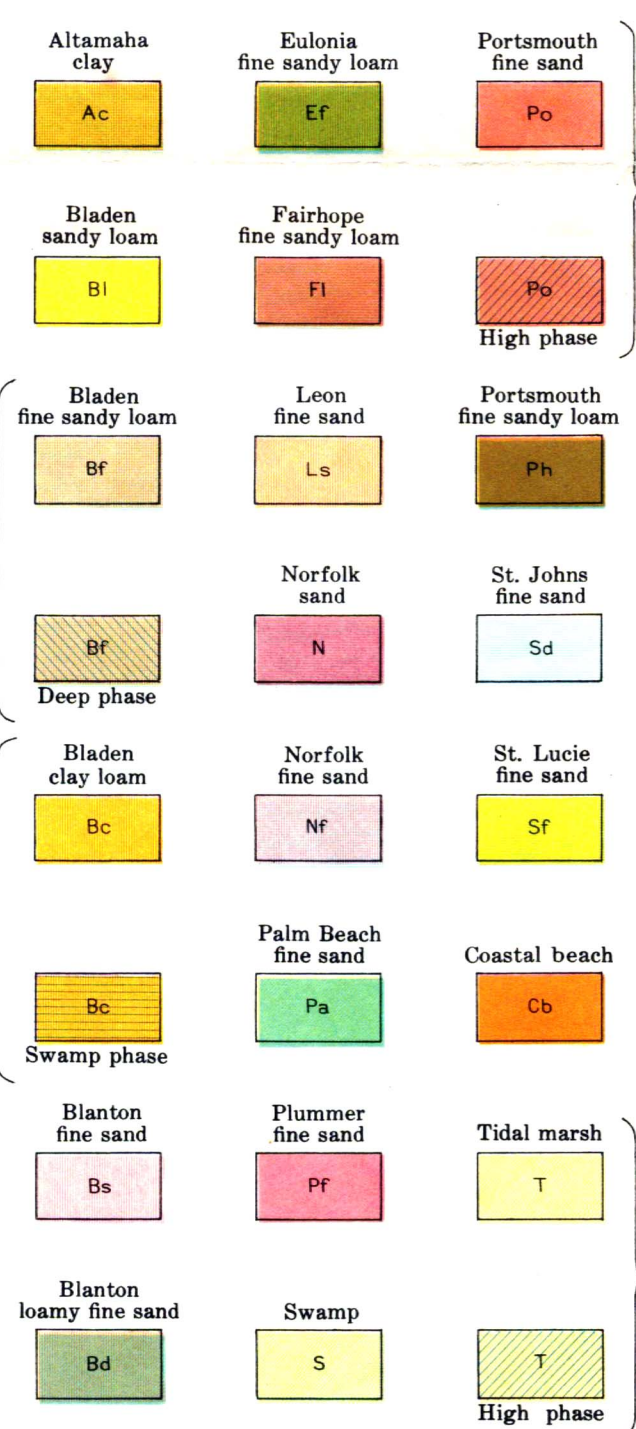 Altamaha
clay
Ac
Eulonia
fine sandy loam
Ef
Portsmouth
fine sand
Po
Bladen
sandy loam
Bl
Fairhope
fine sandy loam
Fl
Po
High phase
Bladen
fine sandy loam
Bf
Leon
fine sand
Ls
Portsmouth
fine sandy loam
Ph
Bf
Deep phase
Norfolk
sand
N
St. Johns
fine sand
Sd
Bladen
clay loam
Bc
Norfolk
fine sand
Nf
St. Lucie
fine sand
Sf
Bc
Swamp phase
Palm Beach
fine sand
Pa
Coastal beach
Cb
Blanton
fine sand
Bs
Plummer
fine sand
Pf
Tidal marsh
T
Blanton
loamy fine sand
Bd
Swamp
S
T
High phase